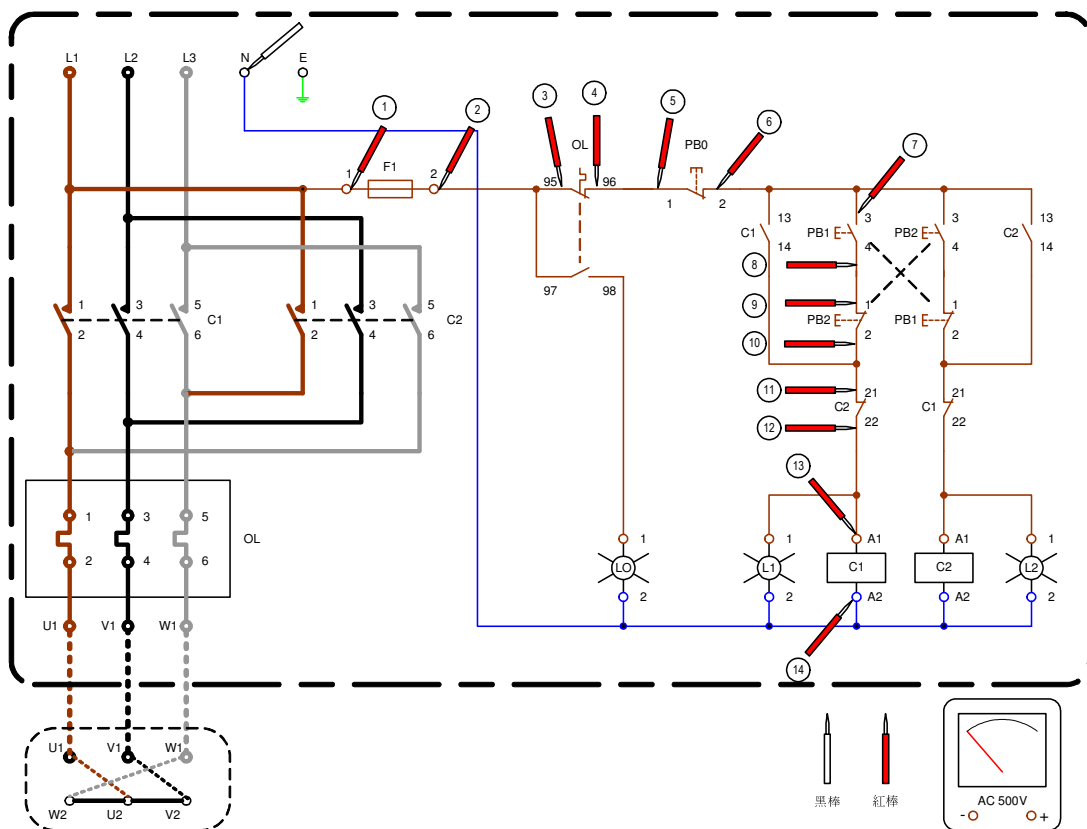 L1 L2 L3 N E
1 2 3 4 5 6 7
1 F1 2
95 OL 96
1 PB0 2
97 98
13 C1 14
3 PB1 4
3 PB2 4
13 C2 14
8
9
10
1 PB2 2
1 PB1 2
11
12
21 C2 22
21 C1 22
13
14
1 3 5 C1
2 4 6
1 3 5 C2
2 4 6
1 3 5 OL
2 4 6
U1 V1 W1
1 LO 2
1 L1 2
A1 C1 A2
A1 C2 A2
1 L2 2
U1 V1 W1
W2 U2 V2
黑棒 紅棒
AC 500V
- +